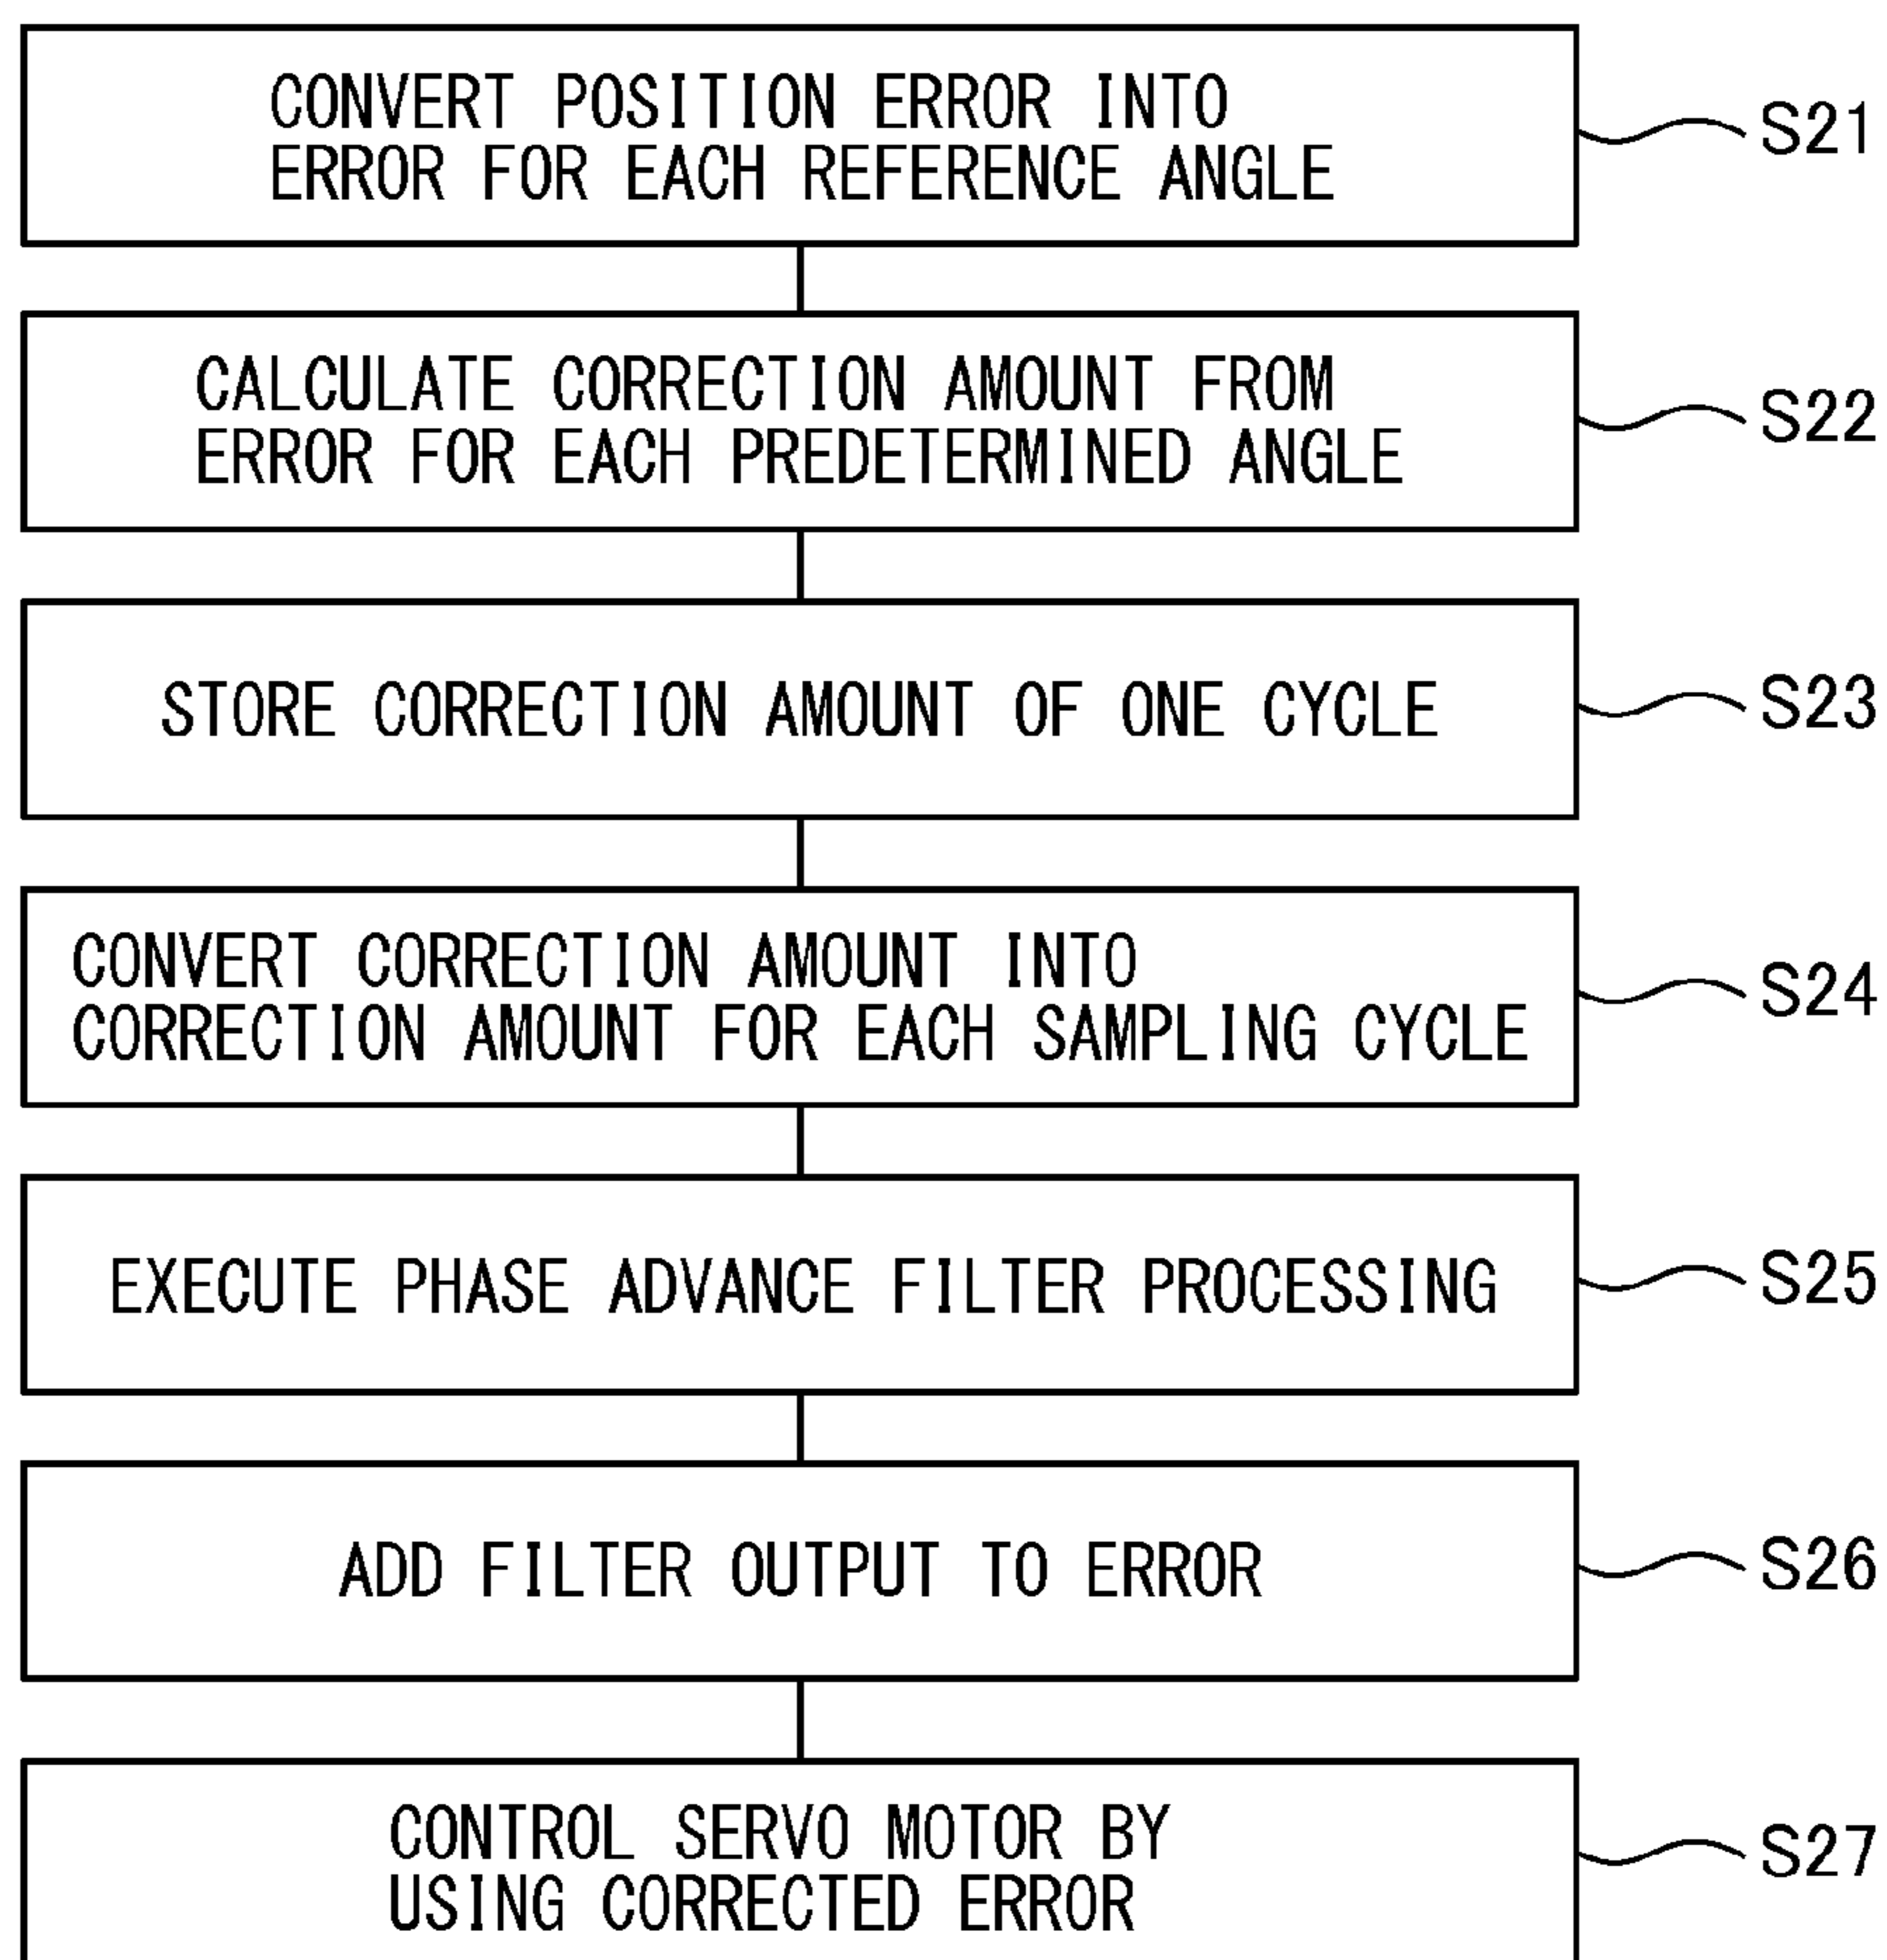 CONVERT POSITION ERROR INTO
ERROR FOR EACH REFERENCE ANGLE
S21
CALCULATE CORRECTION AMOUNT FROM
ERROR FOR EACH PREDETERMINED ANGLE
S22
STORE CORRECTION AMOUNT OF ONE CYCLE
S23
CONVERT CORRECTION AMOUNT INTO
CORRECTION AMOUNT FOR EACH SAMPLING CYCLE
S24
EXECUTE PHASE ADVANCE FILTER PROCESSING
S25
ADD FILTER OUTPUT TO ERROR
S26
CONTROL SERVO MOTOR BY
USING CORRECTED ERROR
S27